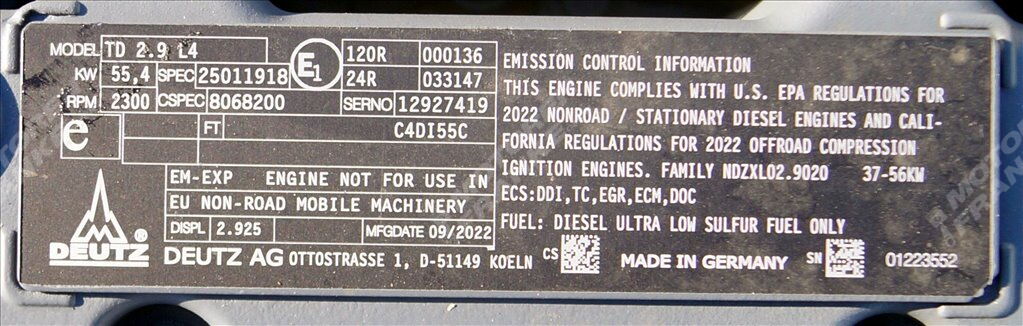 MODEL TD 2.9 L4
KW 55,4 SPEC 25011918
RPM 2300 CSPEC 8068200
E1
120R 000136
24R 033147
SERNO 12927419
e
FT C4DI55C
EM-EXP ENGINE NOT FOR USE IN
EU NON-ROAD MOBILE MACHINERY
DISPL 2.925 MFGDATE 09/2022
DEUTZ ®
DEUTZ AG OTTOSTRASSE 1, D-51149 KOELN
EMISSION CONTROL INFORMATION
THIS ENGINE COMPLIES WITH U.S. EPA REGULATIONS FOR
2022 NONROAD / STATIONARY DIESEL ENGINES AND CALI-
FORNIA REGULATIONS FOR 2022 OFFROAD COMPRESSION
IGNITION ENGINES. FAMILY NDZXL02.9020 37-56KW
ECS:DDI,TC,EGR,ECM,DOC
FUEL: DIESEL ULTRA LOW SULFUR FUEL ONLY
CS MADE IN GERMANY SN 01223552